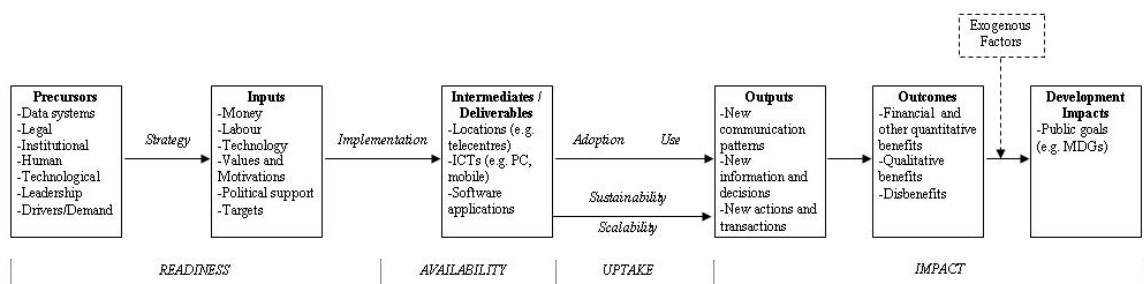 Exogenous
Factors
Precursors
-Data systems
-Legal
-Institutional
-Human
-Technological
-Leadership
-Drivers/Demand
Strategy
Inputs
-Money
-Labour
-Technology
-Values and
Motivations
-Political support
-Targets
Implementation
Intermediates /
Deliverables
-Locations (e.g.
telecentres)
-ICTs (e.g. PC,
mobile)
-Software
applications
Adoption Use
Sustainability
Scalability
Outputs
-New
communication
patterns
-New
information and
decisions
-New actions and
transactions
Outcomes
-Financial and
other quantitative
benefits
-Qualitative
benefits
-Disbenefits
Development
Impacts
-Public goals
(e.g. MDGs)
READINESS
AVAILABILITY
UPTAKE
IMPACT